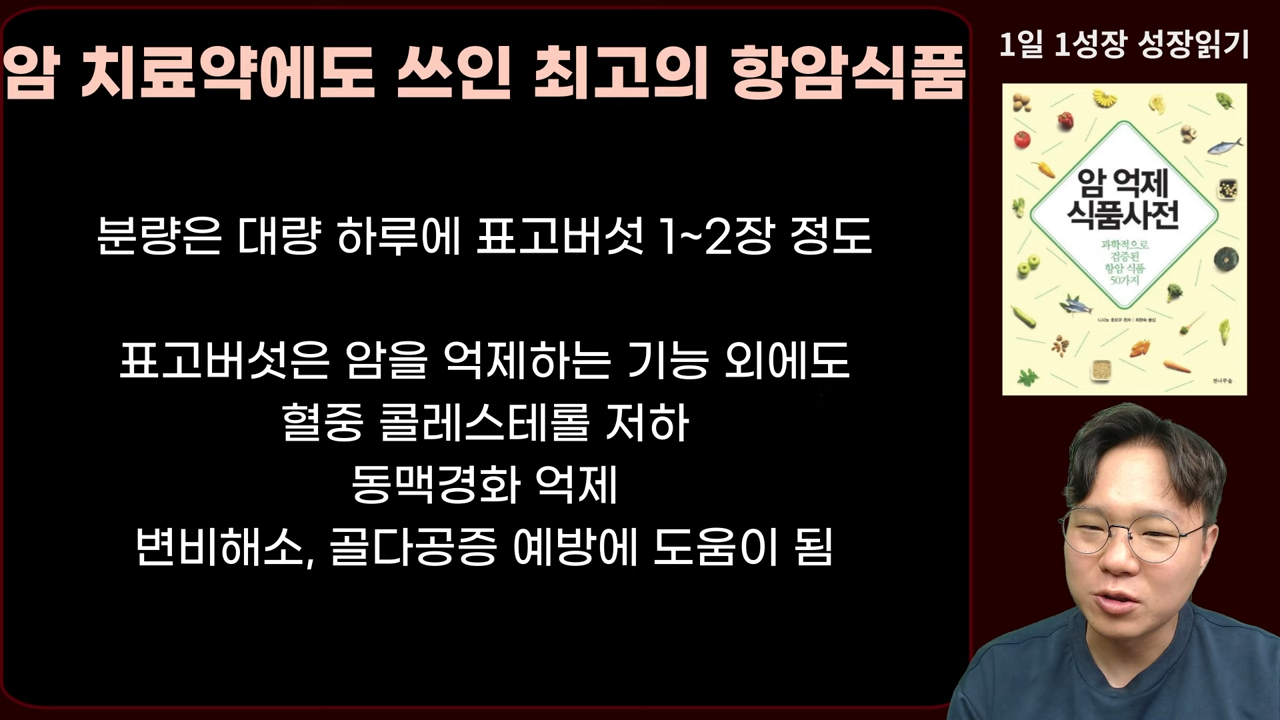 암 치료약에도 쓰인 최고의 항암식품
분량은 대량 하루에 표고버섯 1~2장 정도
표고버섯은 암을 억제하는 기능 외에도
혈중 콜레스테롤 저하
동맥경화 억제
변비해소, 골다공증 예방에 도움이 됨
1일 1성장 성장읽기
암 억제
식품사전
과학적으로
검증된
항암 식품
50가지
전나무숲